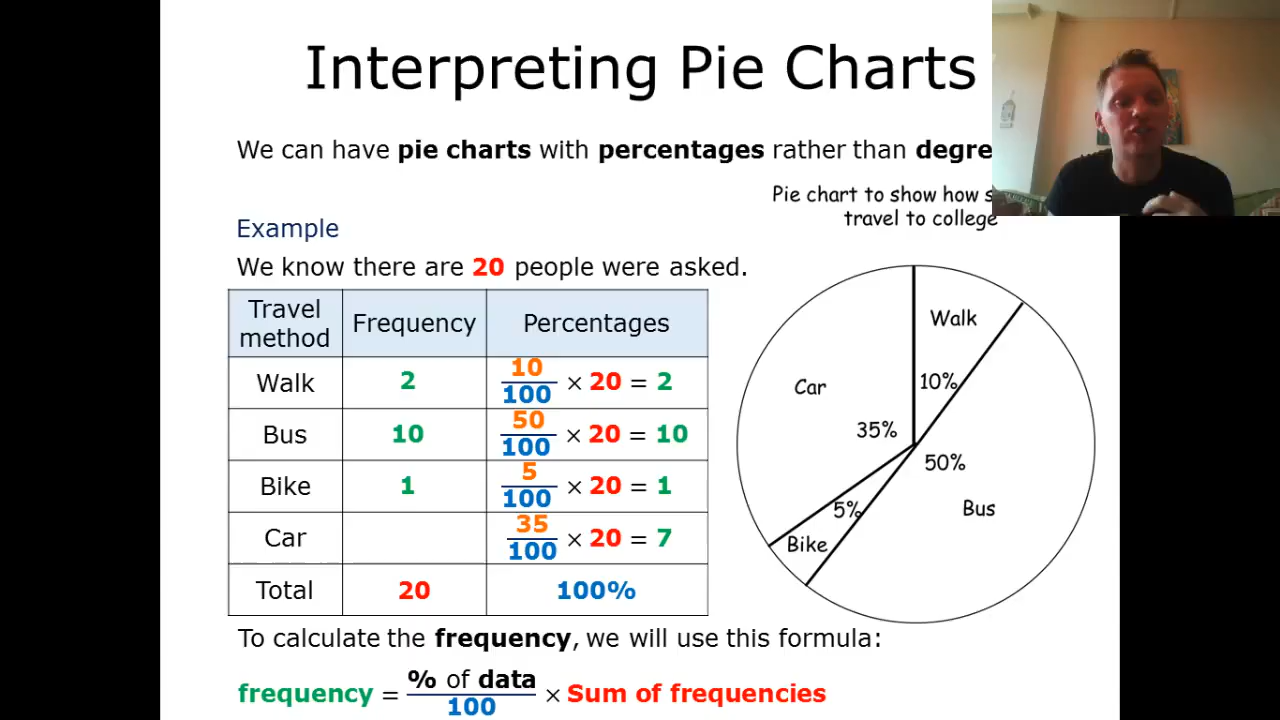 Interpreting Pie Charts
We can have pie charts with percentages rather than
Pie chart to show how
travel to college
Example
We know there are 20 people were asked.
Travel method Frequency Percentages
Walk 2 10/100 × 20 = 2
Bus 10 50/100 × 20 = 10
Bike 1 5/100 × 20 = 1
Car 35/100 × 20 = 7
Total 20 100%
Walk
10%
Car
35%
50%
Bus
5%
Bike
To calculate the frequency, we will use this formula:
frequency = % of data/100 × Sum of frequencies